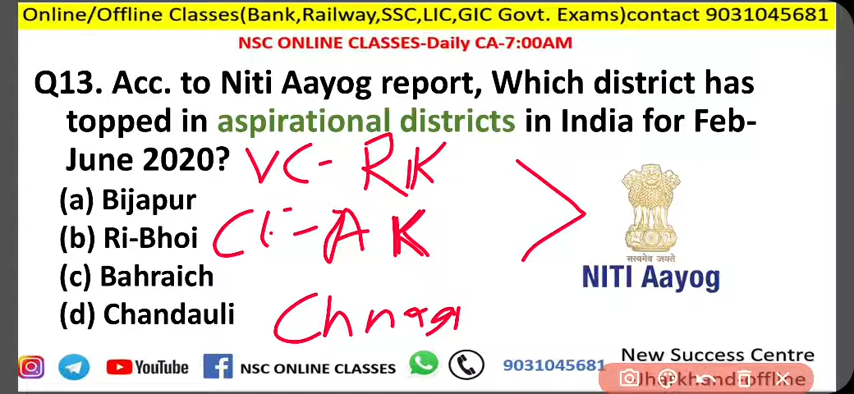 Online/Offline Classes(Bank,Railway,SSC,LIC,GIC Govt. Exams)contact 9031045681
NSC ONLINE CLASSES-Daily CA-7:00AM
Q13. Acc. to Niti Aayog report, Which district has
topped in aspirational districts in India for Feb-
June 2020?
VC- RK
(a) Bijapur
(b) Ri-Bhoi
AK
(c) Bahraich
(d) Chandauli
सत्यमेव जयते
NITI Aayog
YouTube
NSC ONLINE CLASSES
9031045681
New Success Centre
Jharkhand-offline